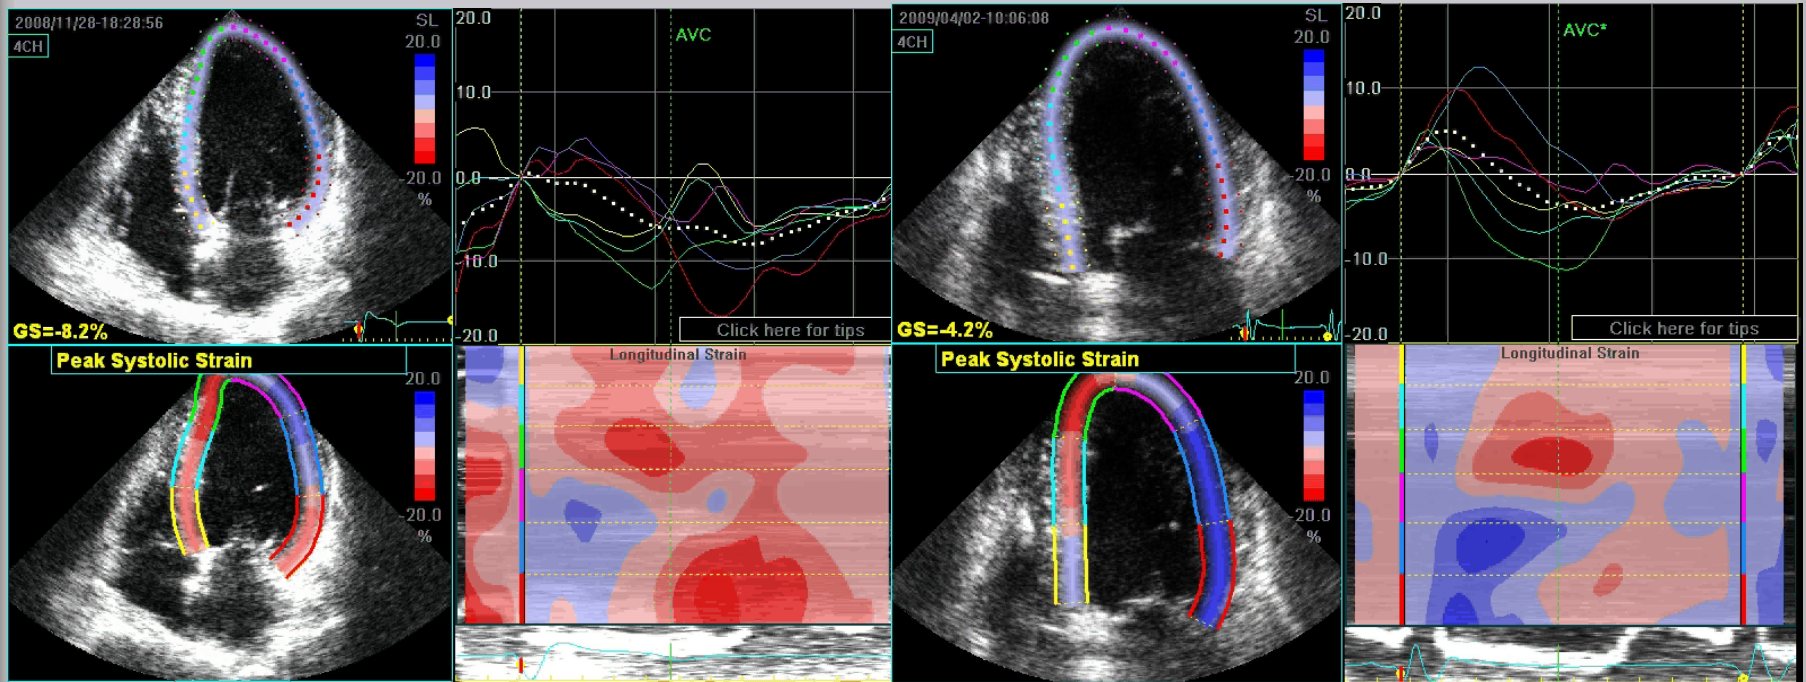 2008/11/28-18:28:56
4CH
SL
20.0
-20.0
%
GS=-8.2%
20.0
10.0
0.0
-10.0
-20.0
AVC
Click here for tips
2009/04/02-10:06:08
4CH
SL
20.0
-20.0
%
GS=-4.2%
20.0
10.0
0.0
-10.0
-20.0
AVC*
Click here for tips
Peak Systolic Strain
20.0
-20.0
%
Longitudinal Strain
Peak Systolic Strain
20.0
-20.0
%
Longitudinal Strain